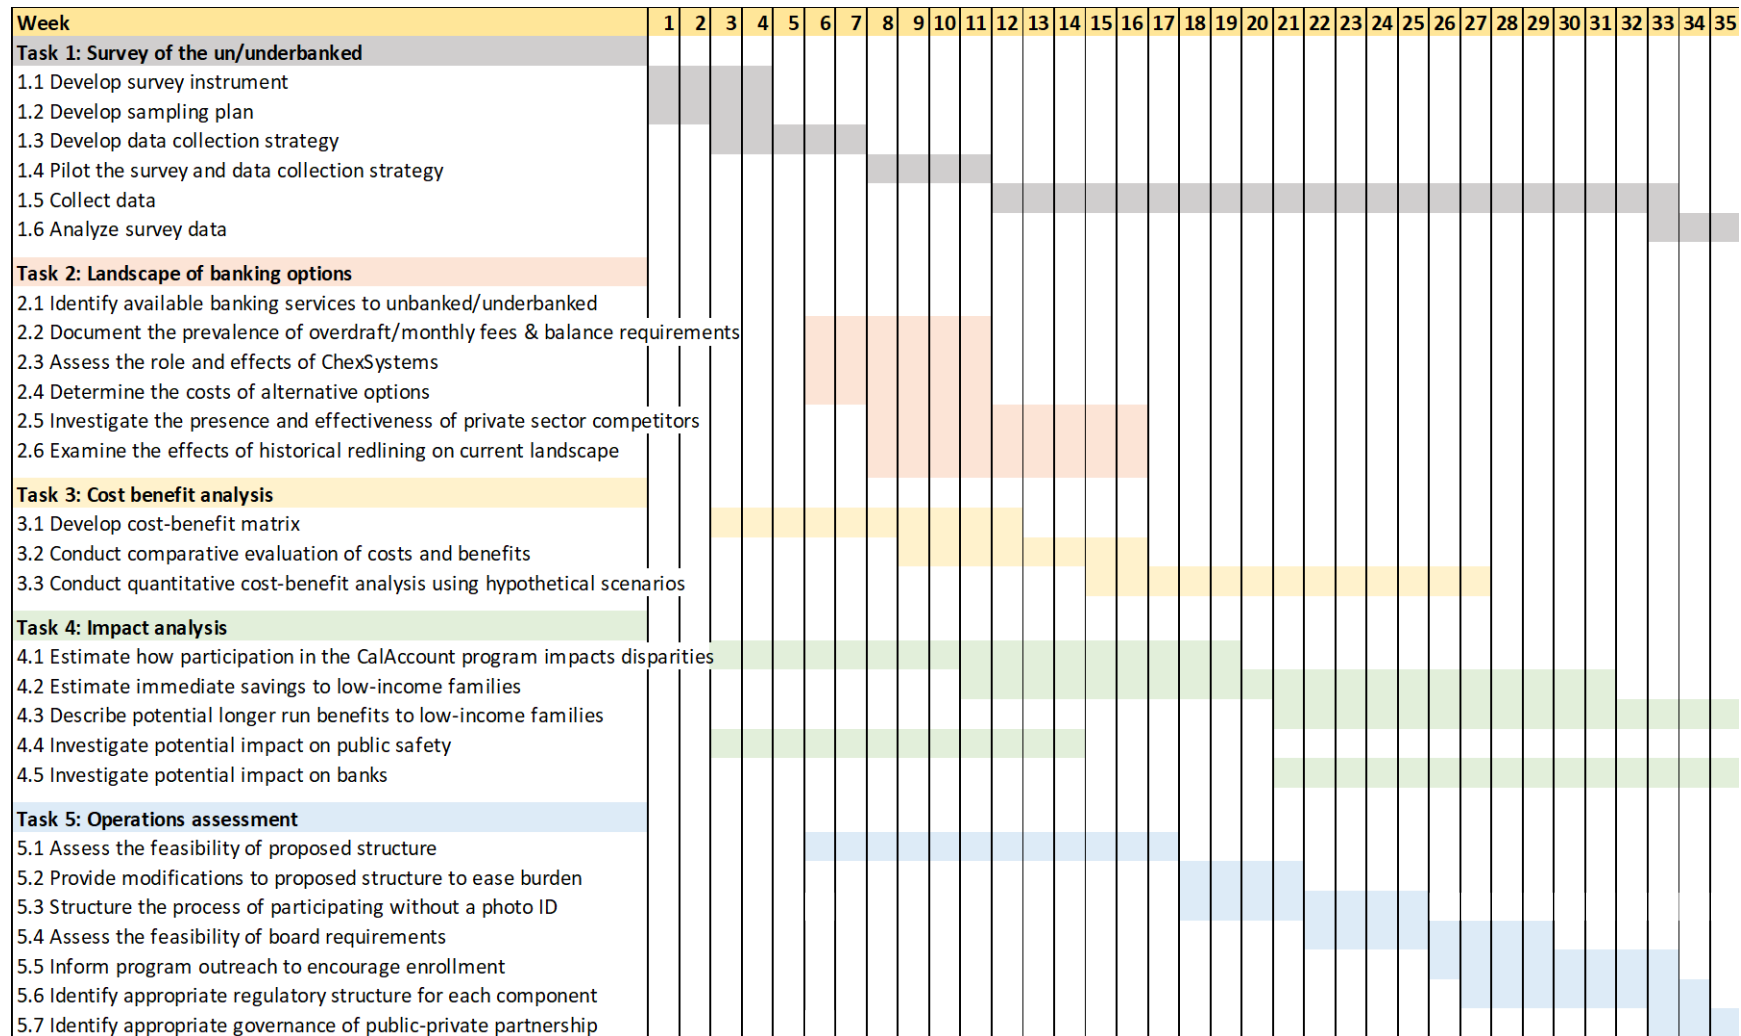 Week 1 2 3 4 5 6 7 8 9 10 11 12 13 14 15 16 17 18 19 20 21 22 23 24 25 26 27 28 29 30 31 32 33 34 35
Task 1: Survey of the un/underbanked
1.1 Develop survey instrument
1.2 Develop sampling plan
1.3 Develop data collection strategy
1.4 Pilot the survey and data collection strategy
1.5 Collect data
1.6 Analyze survey data
Task 2: Landscape of banking options
2.1 Identify available banking services to unbanked/underbanked
2.2 Document the prevalence of overdraft/monthly fees & balance requirements
2.3 Assess the role and effects of ChexSystems
2.4 Determine the costs of alternative options
2.5 Investigate the presence and effectiveness of private sector competitors
2.6 Examine the effects of historical redlining on current landscape
Task 3: Cost benefit analysis
3.1 Develop cost-benefit matrix
3.2 Conduct comparative evaluation of costs and benefits
3.3 Conduct quantitative cost-benefit analysis using hypothetical scenarios
Task 4: Impact analysis
4.1 Estimate how participation in the CalAccount program impacts disparities
4.2 Estimate immediate savings to low-income families
4.3 Describe potential longer run benefits to low-income families
4.4 Investigate potential impact on public safety
4.5 Investigate potential impact on banks
Task 5: Operations assessment
5.1 Assess the feasibility of proposed structure
5.2 Provide modifications to proposed structure to ease burden
5.3 Structure the process of participating without a photo ID
5.4 Assess the feasibility of board requirements
5.5 Inform program outreach to encourage enrollment
5.6 Identify appropriate regulatory structure for each component
5.7 Identify appropriate governance of public-private partnership